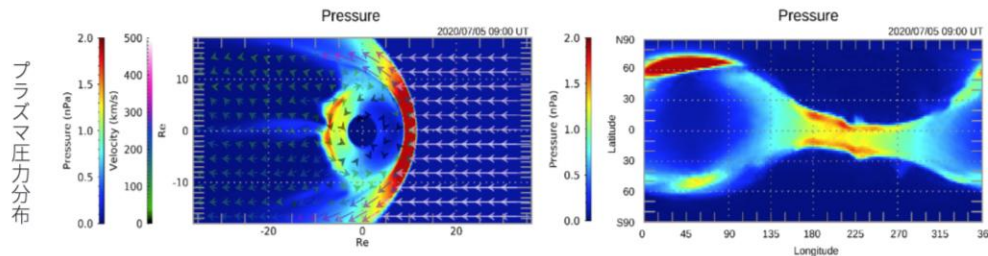 プラズマ圧力分布
Pressure
2020/07/05 09:00 UT
2.0
1.5
1.0
0.5
0.0
Pressure (nPa)
500
400
300
200
100
0
Velocity (km/s)
Re
10
0
-10
-20
0
20
Re
Pressure
2020/07/05 09:00 UT
2.0
1.5
1.0
0.5
0.0
Pressure (nPa)
Latitude
N90
60
30
0
30
60
S90
0
45
90
135
180
225
270
315
36
Longitude